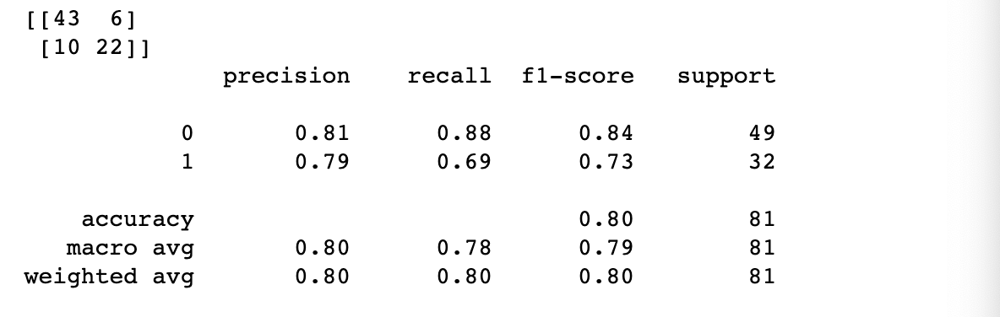 [[43  6]
 [10 22]]
              precision    recall  f1-score   support

           0       0.81      0.88      0.84        49
           1       0.79      0.69      0.73        32

    accuracy                           0.80        81
   macro avg       0.80      0.78      0.79        81
weighted avg       0.80      0.80      0.80        81